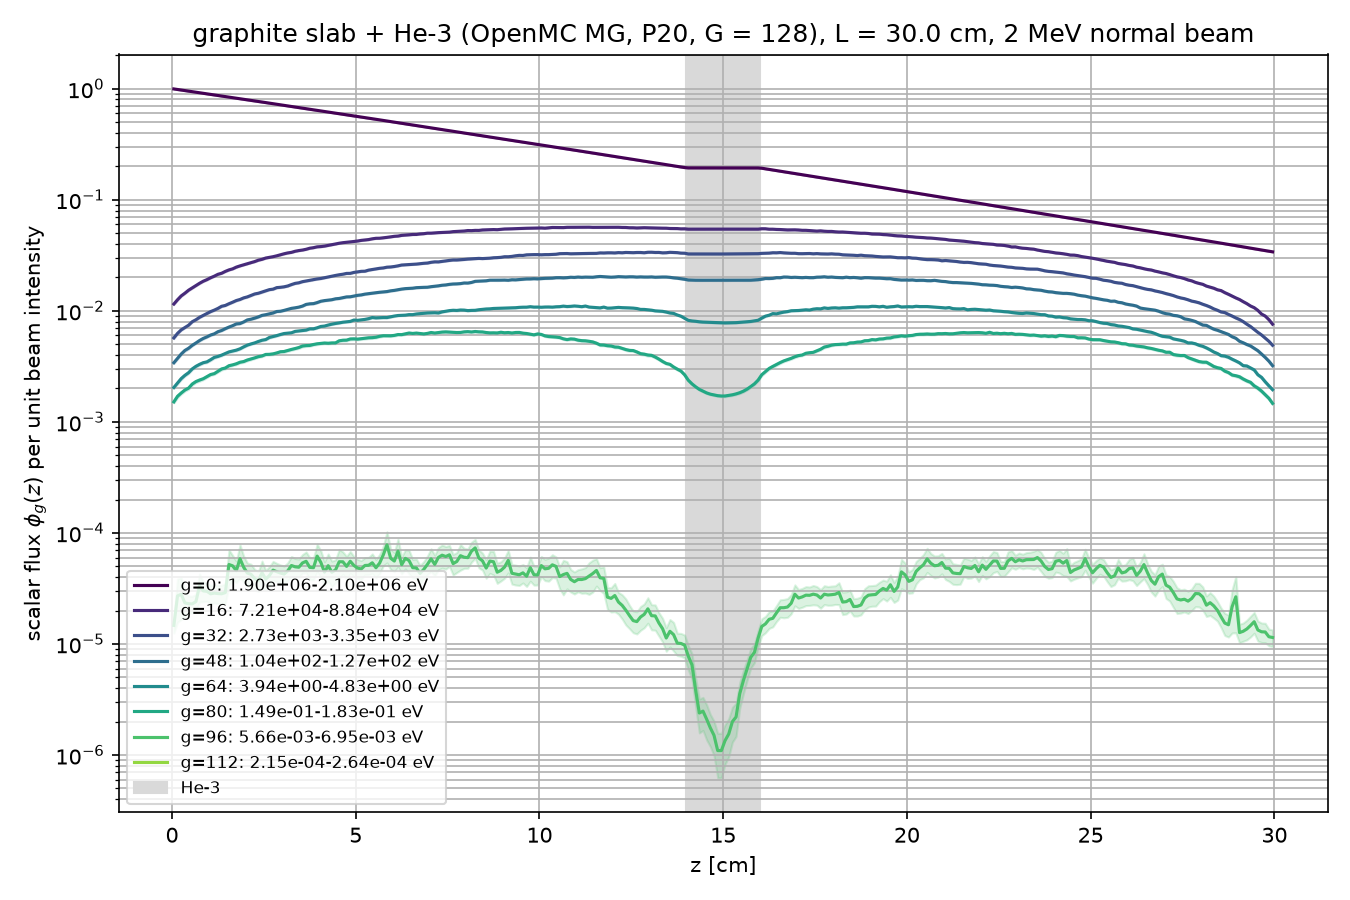 graphite slab + He-3 (OpenMC MG, P20, G = 128), L = 30.0 cm, 2 MeV normal beam
scalar flux ϕ_g(z) per unit beam intensity
10^0
10^−1
10^−2
10^−3
10^−4
10^−5
10^−6
g=0: 1.90e+06-2.10e+06 eV
g=16: 7.21e+04-8.84e+04 eV
g=32: 2.73e+03-3.35e+03 eV
g=48: 1.04e+02-1.27e+02 eV
g=64: 3.94e+00-4.83e+00 eV
g=80: 1.49e-01-1.83e-01 eV
g=96: 5.66e-03-6.95e-03 eV
g=112: 2.15e-04-2.64e-04 eV
He-3
0 5 10 15 20 25 30
z [cm]